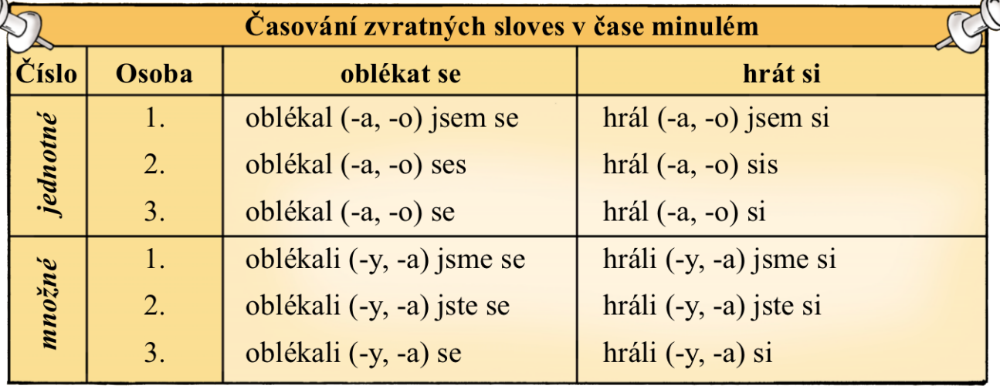 Časování zvratných sloves v čase minulém
Číslo Osoba oblékat se hrát si
jednotné
1. oblékal (-a, -o) jsem se hrál (-a, -o) jsem si
2. oblékal (-a, -o) ses hrál (-a, -o) sis
3. oblékal (-a, -o) se hrál (-a, -o) si
množné
1. oblékali (-y, -a) jsme se hráli (-y, -a) jsme si
2. oblékali (-y, -a) jste se hráli (-y, -a) jste si
3. oblékali (-y, -a) se hráli (-y, -a) si